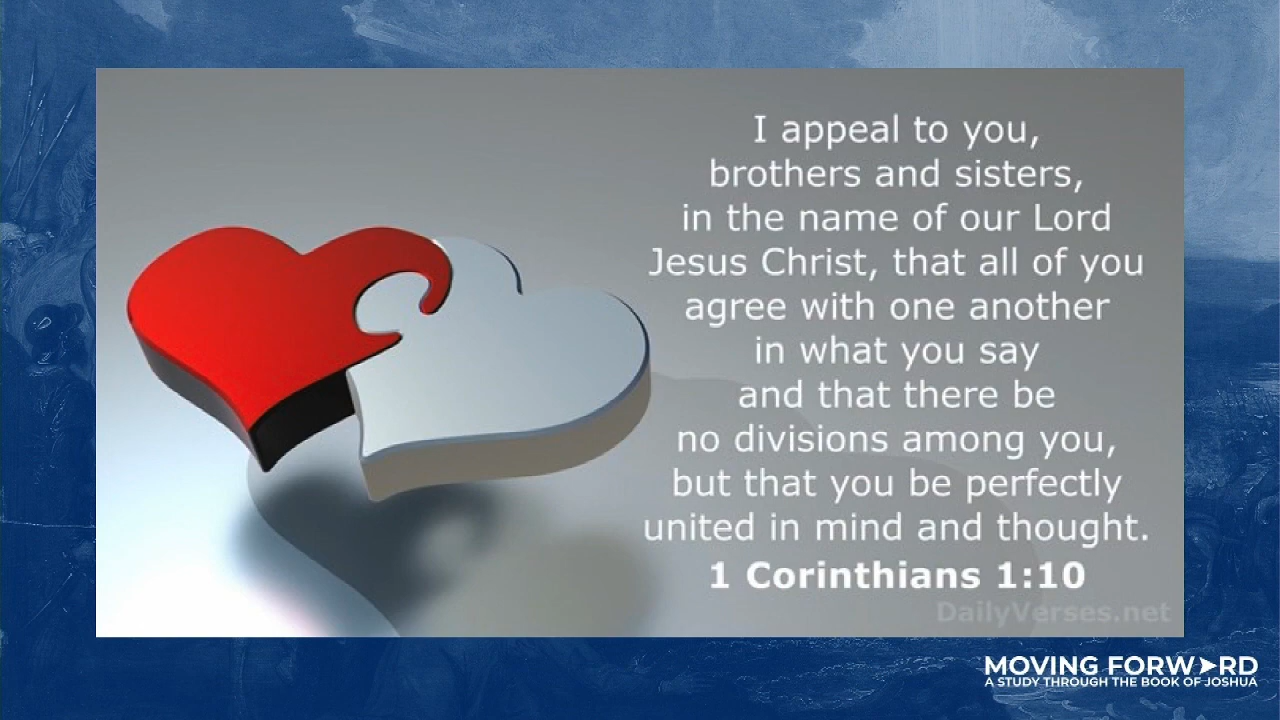 I appeal to you,
brothers and sisters,
in the name of our Lord
Jesus Christ, that all of you
agree with one another
in what you say
and that there be
no divisions among you,
but that you be perfectly
united in mind and thought.
1 Corinthians 1:10
DailyVerses.net
MOVING FORW➤RD
A STUDY THROUGH THE BOOK OF JOSHUA